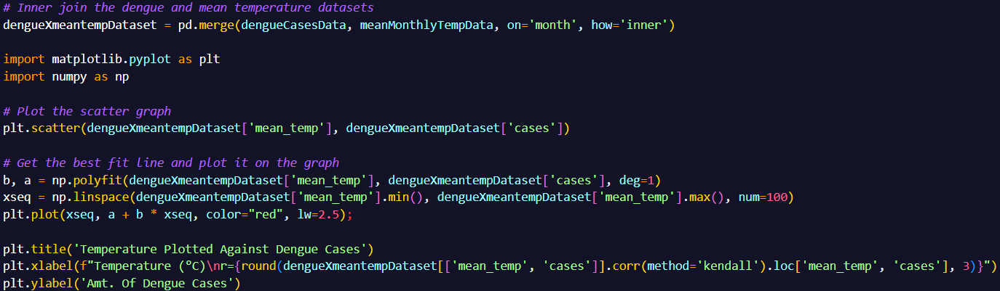 # Inner join the dengue and mean temperature datasets
dengueXmeantempDataset = pd.merge(dengueCasesData, meanMonthlyTempData, on='month', how='inner')
import matplotlib.pyplot as plt
import numpy as np
# Plot the scatter graph
plt.scatter(dengueXmeantempDataset['mean_temp'], dengueXmeantempDataset['cases'])
# Get the best fit line and plot it on the graph
b, a = np.polyfit(dengueXmeantempDataset['mean_temp'], dengueXmeantempDataset['cases'], deg=1)
xseq = np.linspace(dengueXmeantempDataset['mean_temp'].min(), dengueXmeantempDataset['mean_temp'].max(), num=100)
plt.plot(xseq, a + b * xseq, color="red", lw=2.5);
plt.title('Temperature Plotted Against Dengue Cases')
plt.xlabel(f"Temperature (°C)\nr={round(dengueXmeantempDataset[['mean_temp', 'cases']].corr(method='kendall').loc['mean_temp', 'cases'], 3)}")
plt.ylabel('Amt. Of Dengue Cases')